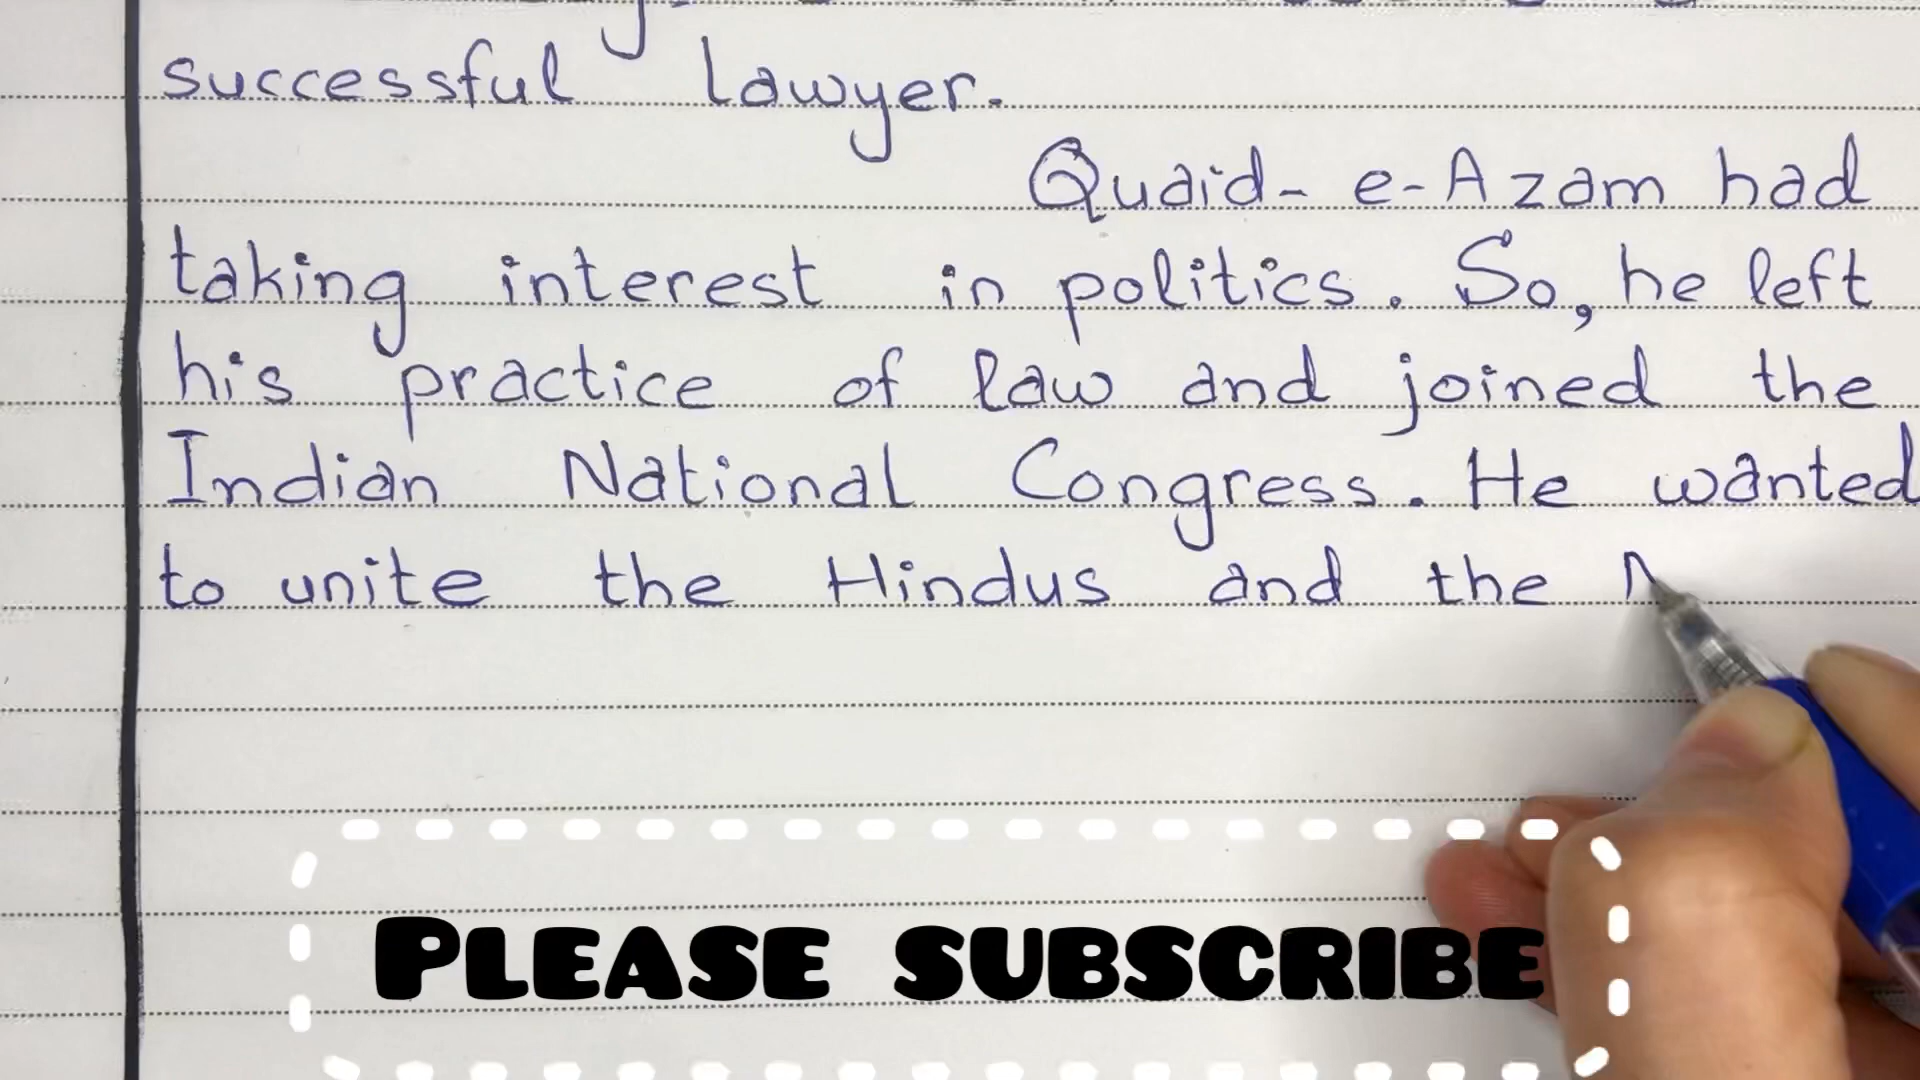 successful lawyer.
Quaid-e-Azam had
taking interest in politics. So, he left
his practice of law and joined the
Indian National Congress. He wanted
to unite the Hindus and the
PLEASE SUBSCRIBE